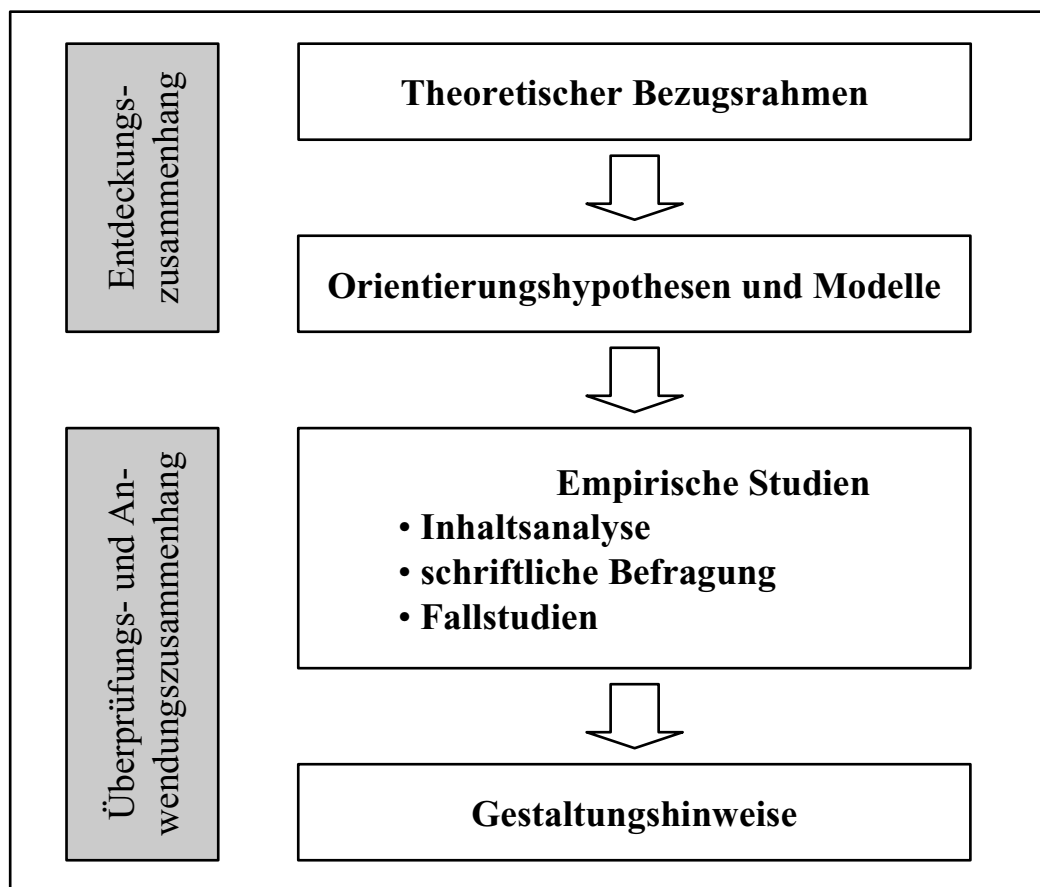 Entdeckungs-
zusammenhang
Theoretischer Bezugsrahmen
Orientierungshypothesen und Modelle
Überprüfungs- und An-
wendungszusammenhang
Empirische Studien
• Inhaltsanalyse
• schriftliche Befragung
• Fallstudien
Gestaltungshinweise